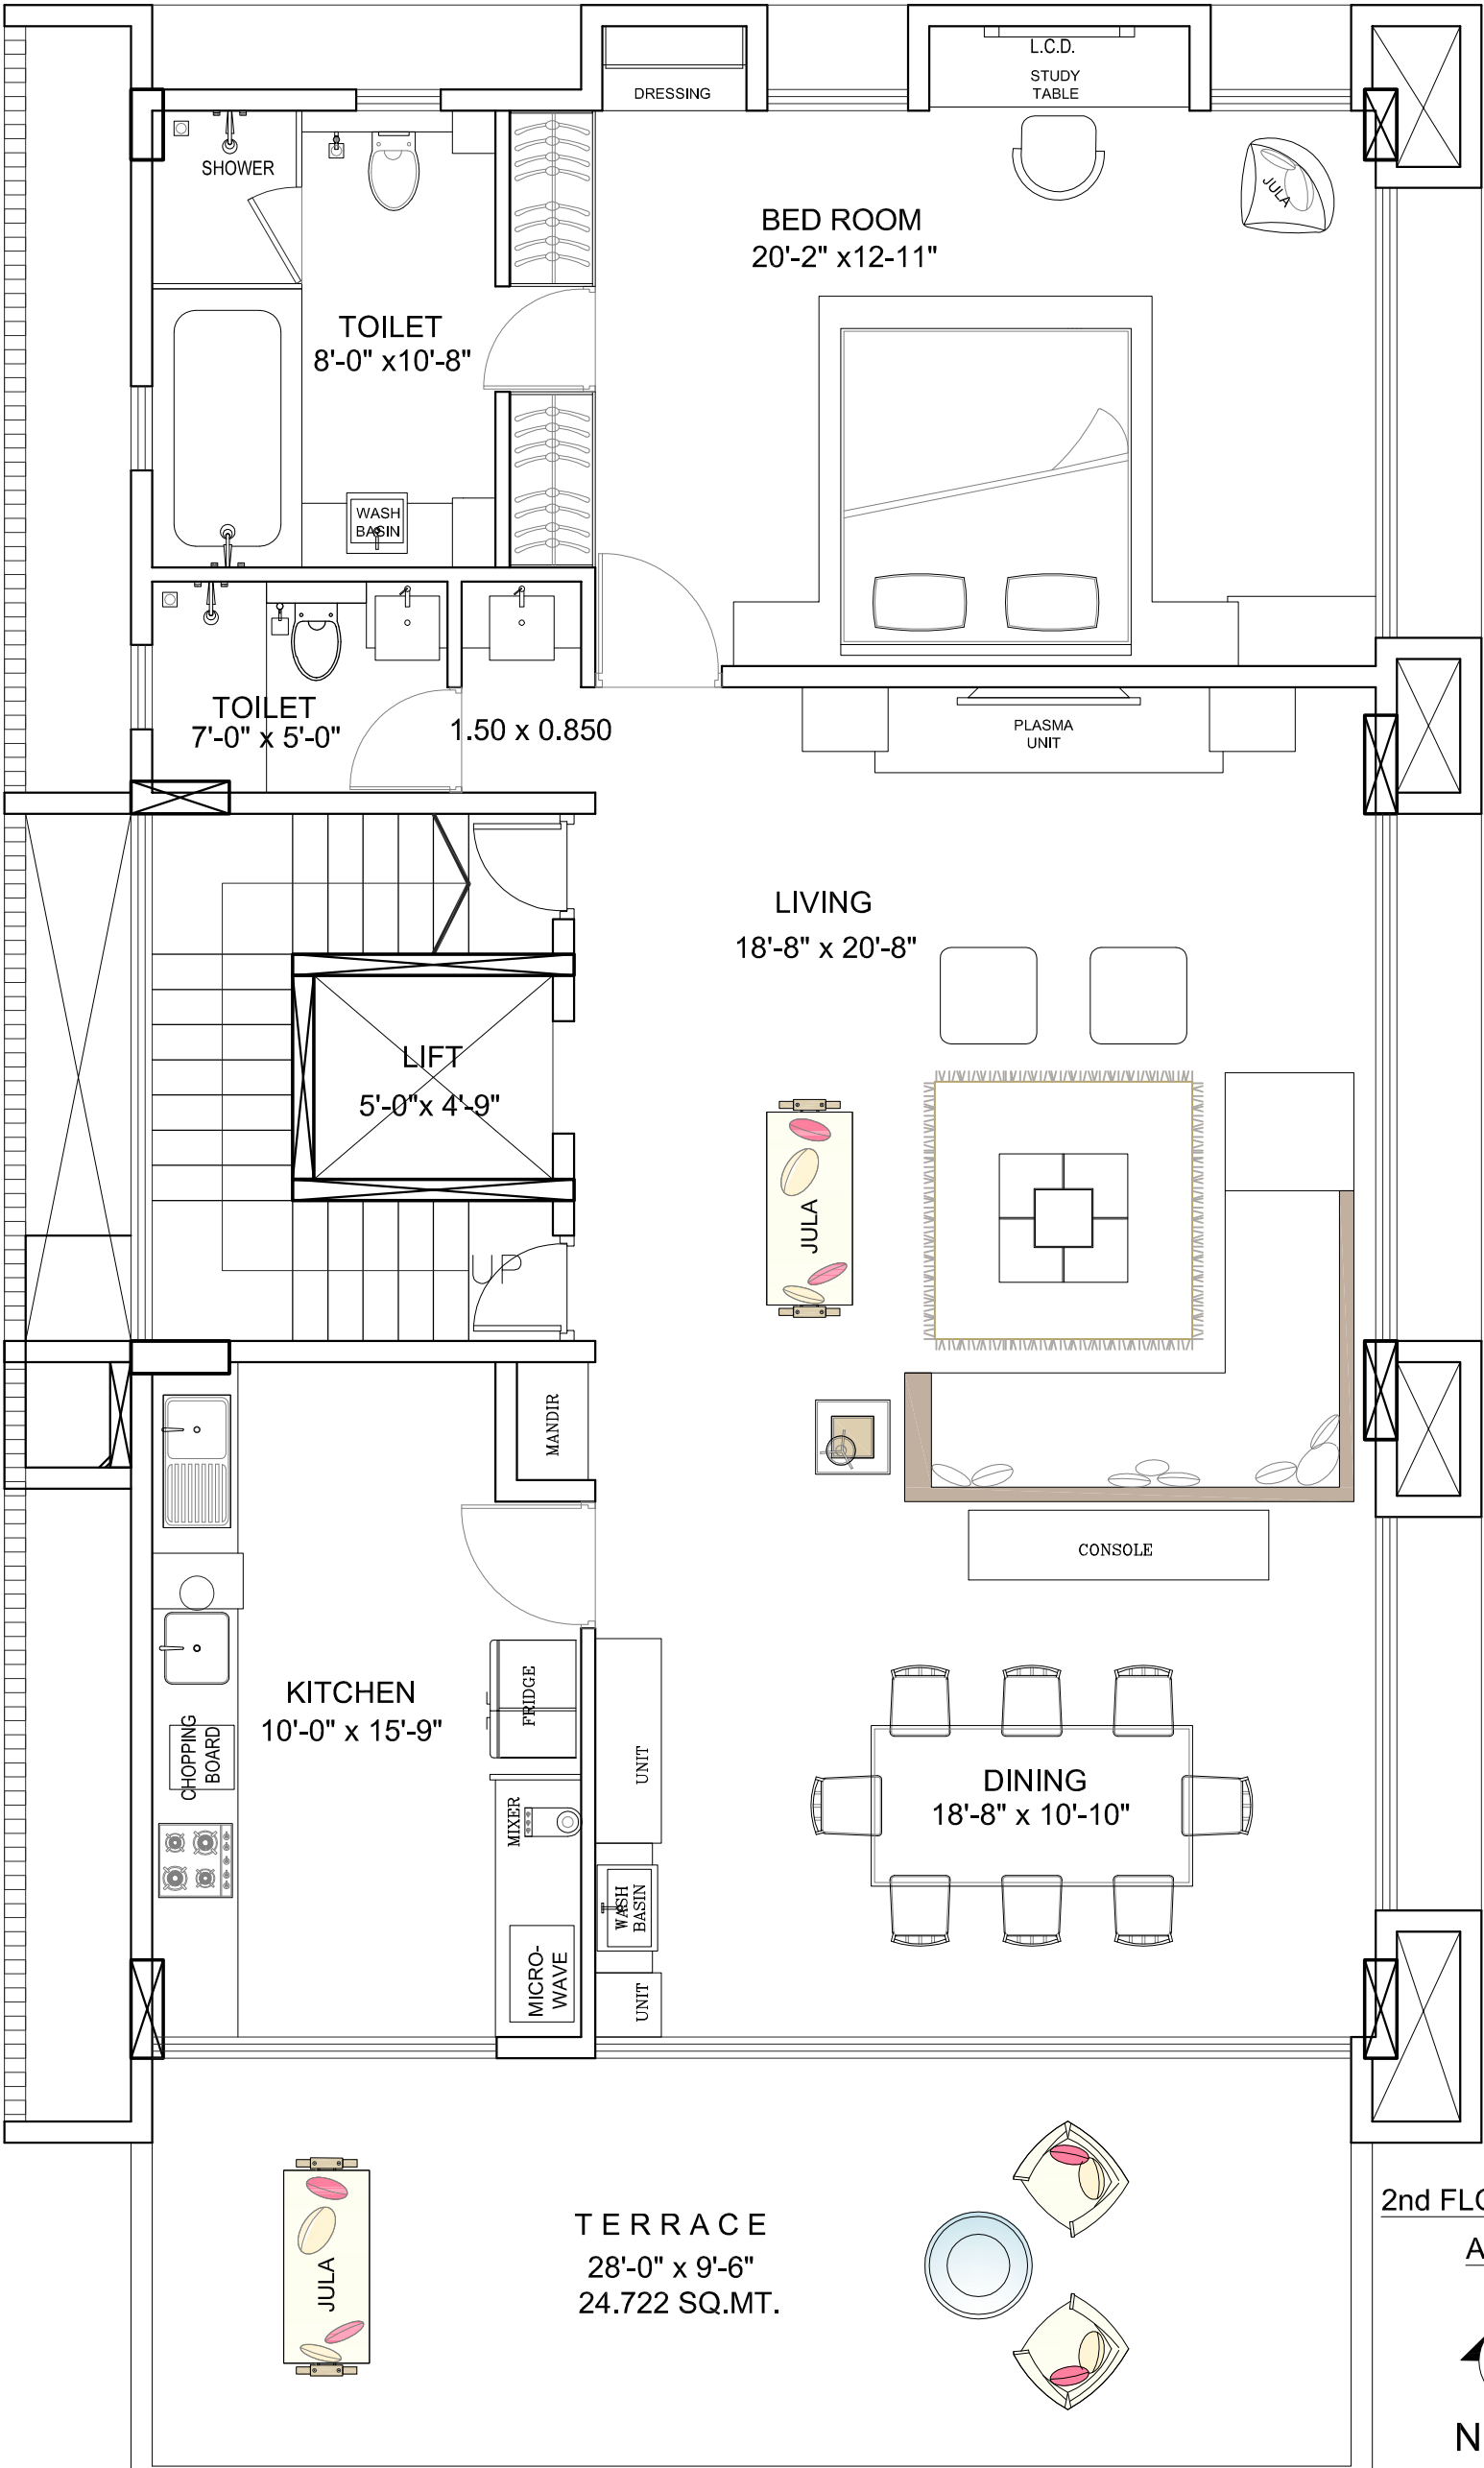 L.C.D.
STUDY
TABLE
DRESSING
SHOWER
JULA
BED ROOM
20'-2" x12-11"
TOILET
8'-0" x10'-8"
WASH
BASIN
TOILET
7'-0" x 5'-0"
1.50 x 0.850
PLASMA
UNIT
LIVING
18'-8" x 20'-8"
LIFT
5'-0"x 4'-9"
JULA
UP
MANDIR
CONSOLE
KITCHEN
10'-0" x 15'-9"
FRIDGE
CHOPPING
BOARD
UNIT
DINING
18'-8" x 10'-10"
MIXER
WASH
BASIN
MICRO-
WAVE
UNIT
TERRACE
28'-0" x 9'-6"
24.722 SQ.MT.
JULA
2nd
N